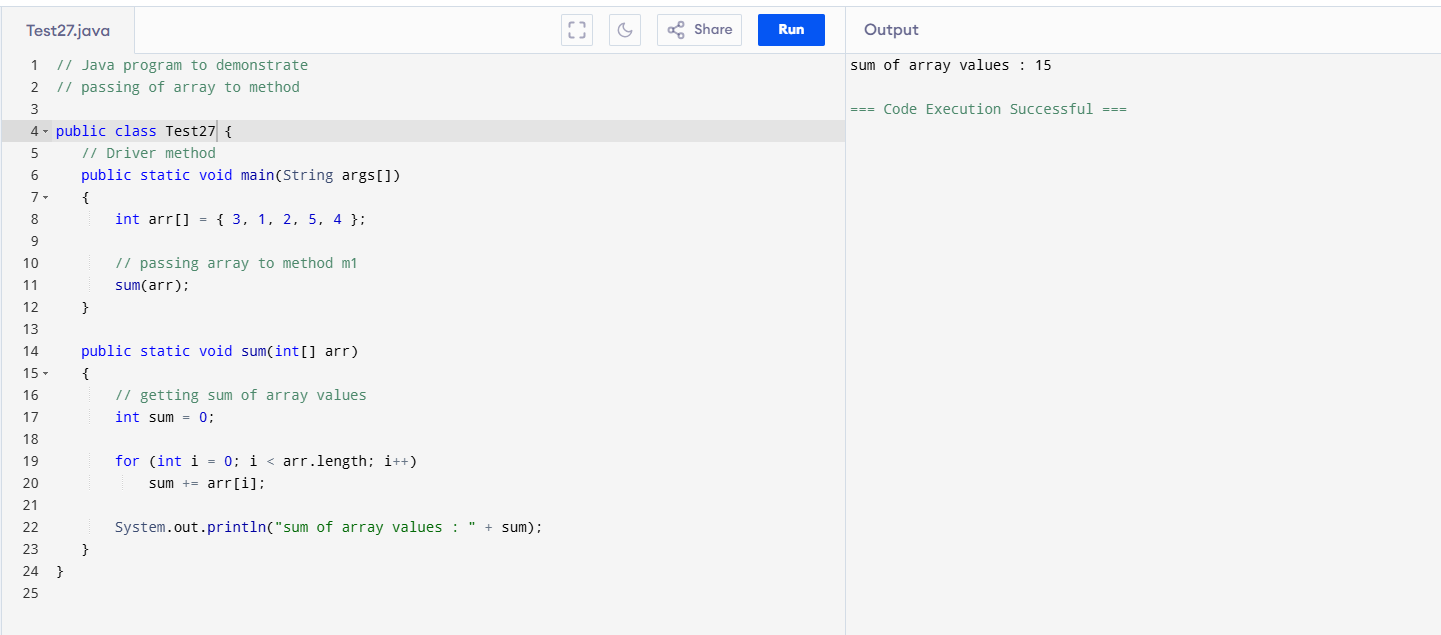 Test27.java
Share
Run
Output
1 // Java program to demonstrate
2 // passing of array to method
3
4 public class Test27 {
5 // Driver method
6 public static void main(String args[])
7 {
8 int arr[] = { 3, 1, 2, 5, 4 };
9
10 // passing array to method m1
11 sum(arr);
12 }
13
14 public static void sum(int[] arr)
15 {
16 // getting sum of array values
17 int sum = 0;
18
19 for (int i = 0; i < arr.length; i++)
20 sum += arr[i];
21
22 System.out.println("sum of array values : " + sum);
23 }
24 }
25
sum of array values : 15
=== Code Execution Successful ===